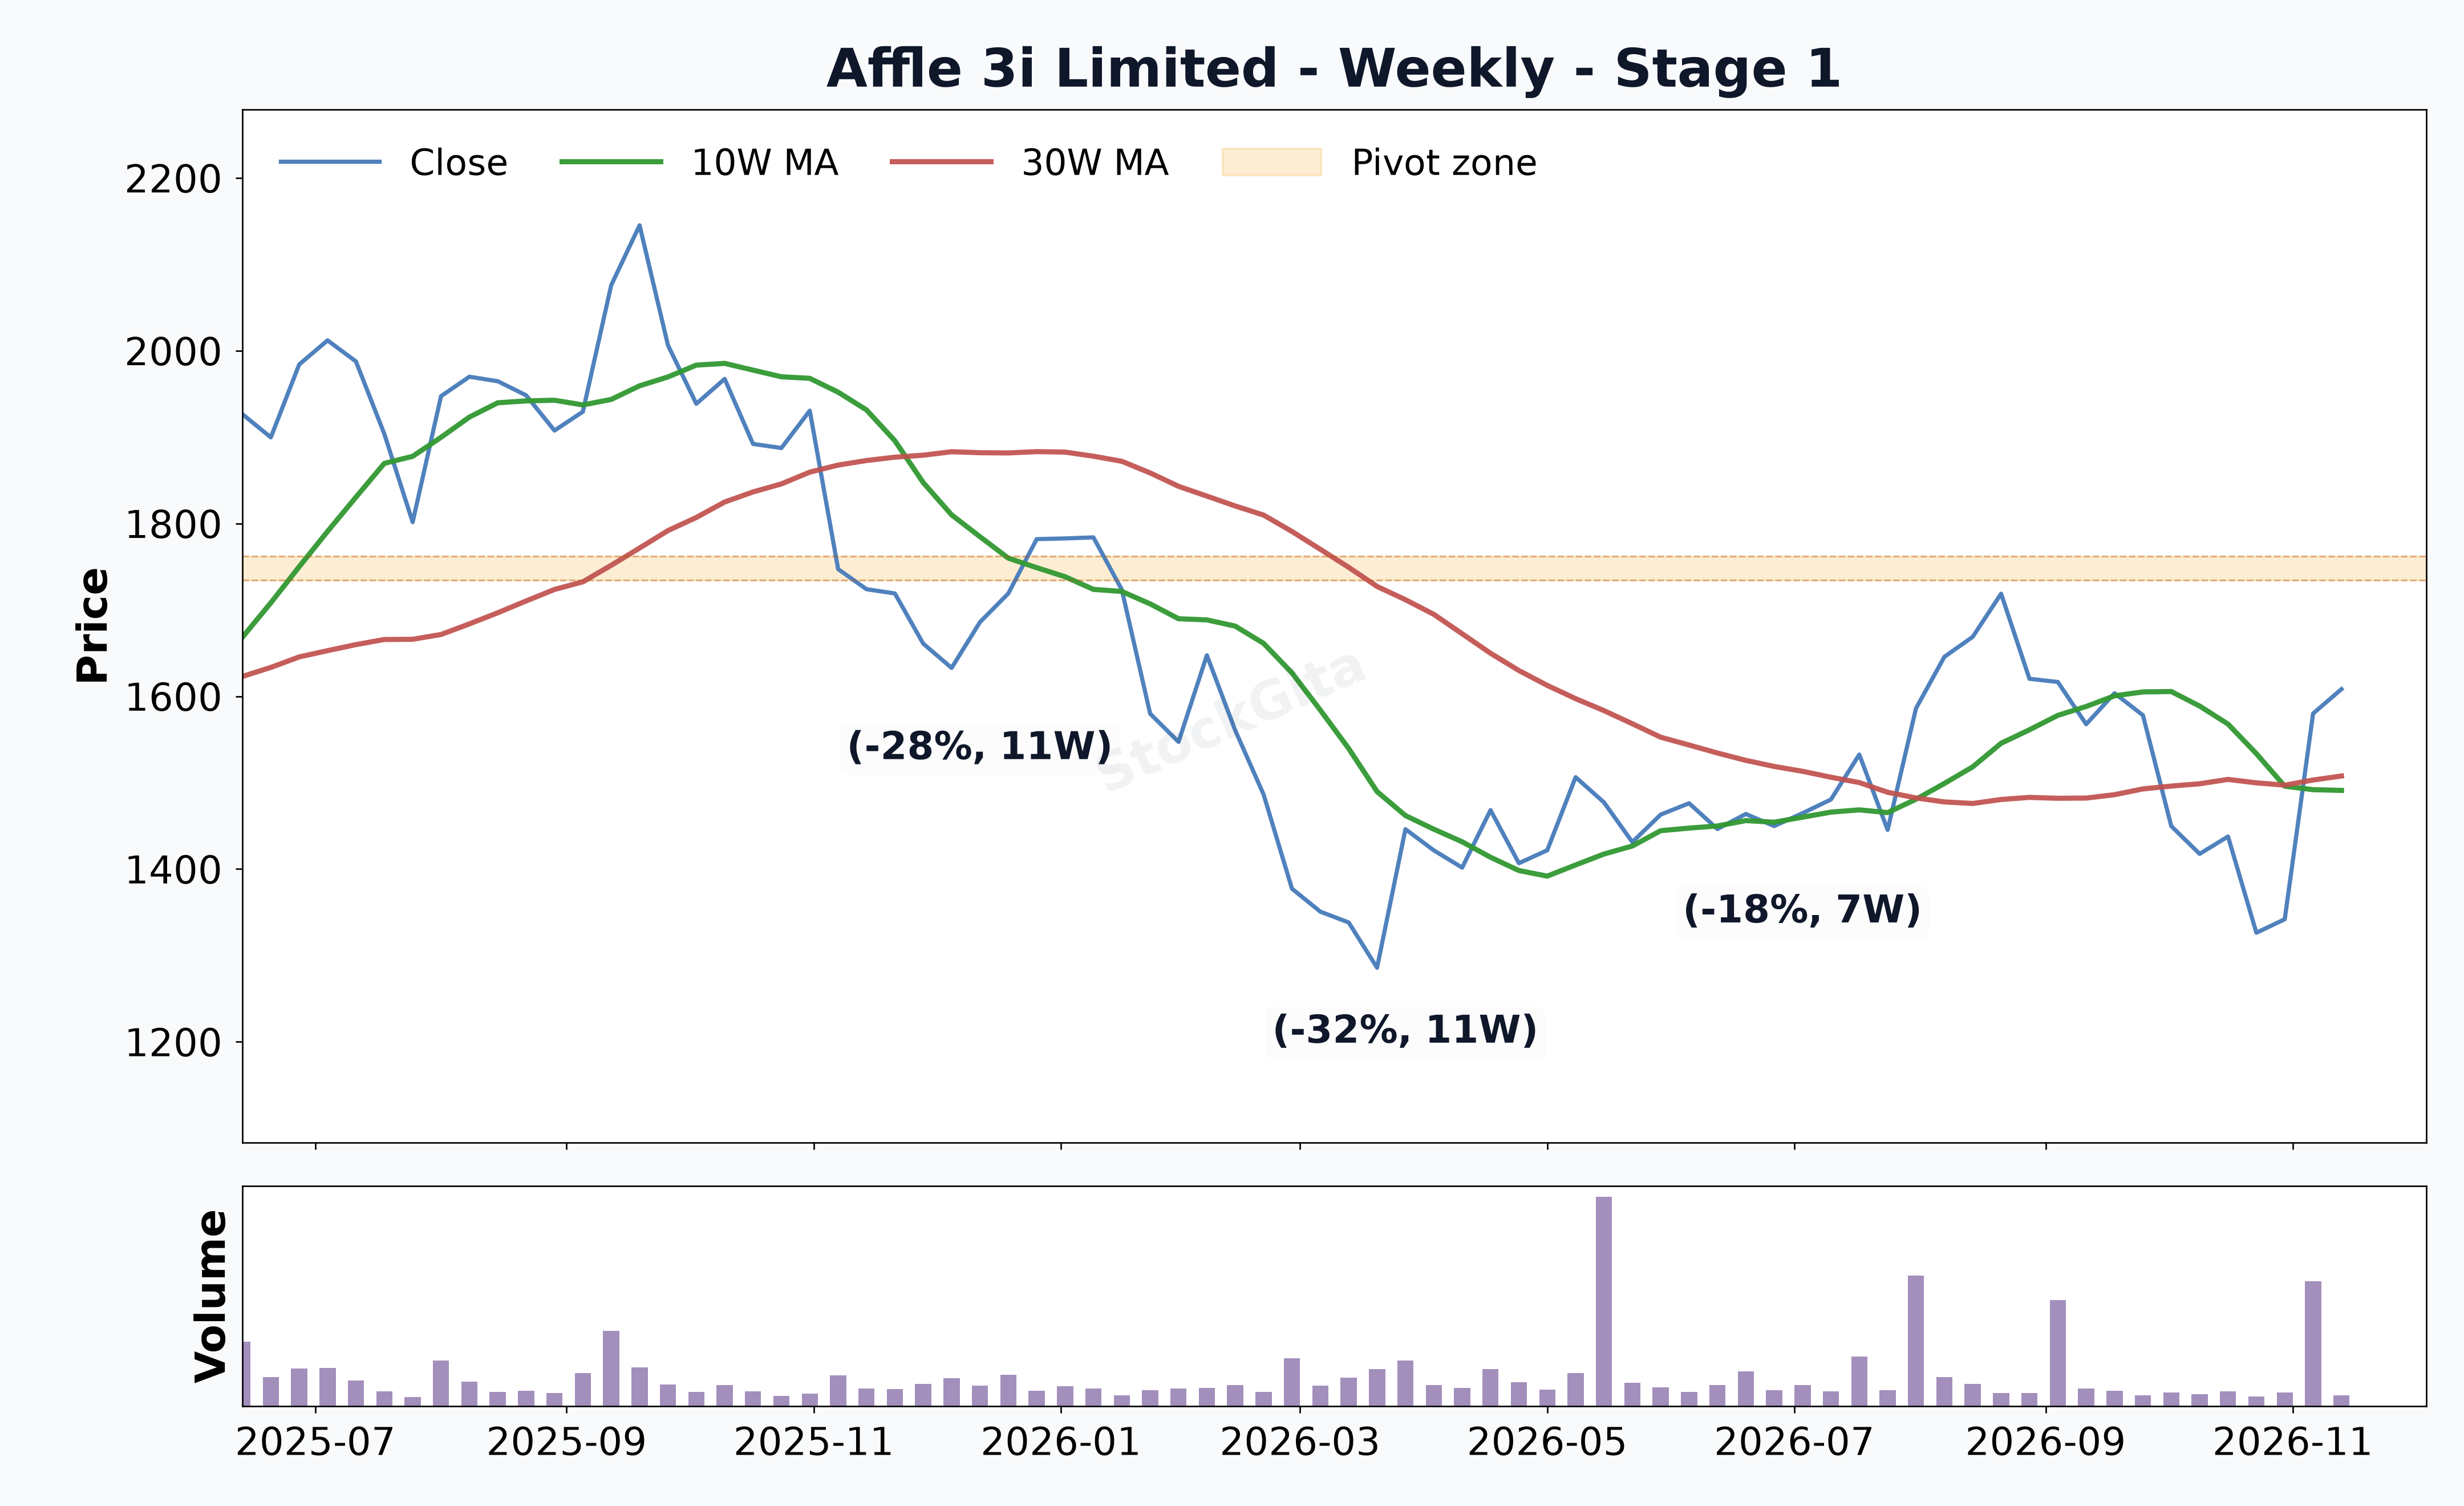 Affle 3i Limited - Weekly - Stage 1
Close 10W MA 30W MA Pivot zone
2200
2000
1800
1600
1400
1200
Price
StockGita
(-28%, 11W)
(-18%, 7W)
(-32%, 11W)
Volume
2025-07 2025-09 2025-11 2026-01 2026-03 2026-05 2026-07 2026-09 2026-11